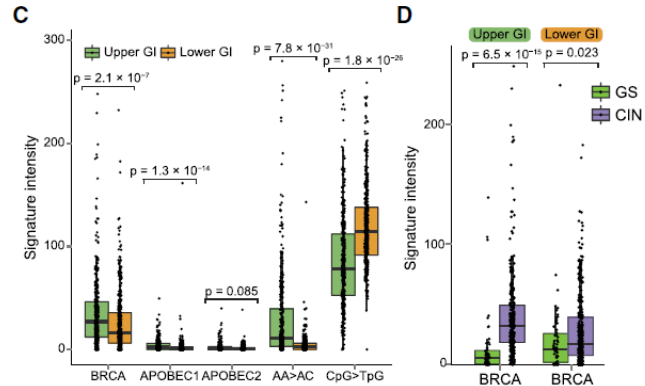 C
Upper GI
Lower GI
p = 2.1 × 10⁻⁷
p = 1.3 × 10⁻¹⁴
p = 0.085
p = 7.8 × 10⁻³¹
p = 1.8 × 10⁻²⁶
Signature intensity
300
200
100
0
BRCA APOBEC1 APOBEC2 AA>AC CpG>TpG
D
Upper GI Lower GI
p = 6.5 × 10⁻¹⁵ p = 0.023
GS
CIN
Signature intensity
200
100
0
BRCA BRCA